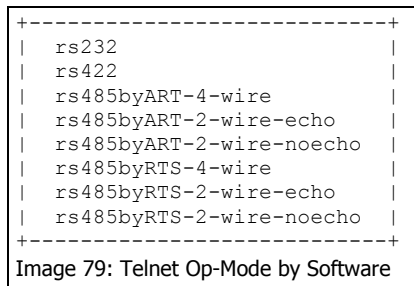 +----------------------------+
|  rs232                     |
|  rs422                     |
|  rs485byART-4-wire         |
|  rs485byART-2-wire-echo    |
|  rs485byART-2-wire-noecho  |
|  rs485byRTS-4-wire         |
|  rs485byRTS-2-wire-echo    |
|  rs485byRTS-2-wire-noecho  |
+----------------------------+
Image 79: Telnet Op-Mode by Software